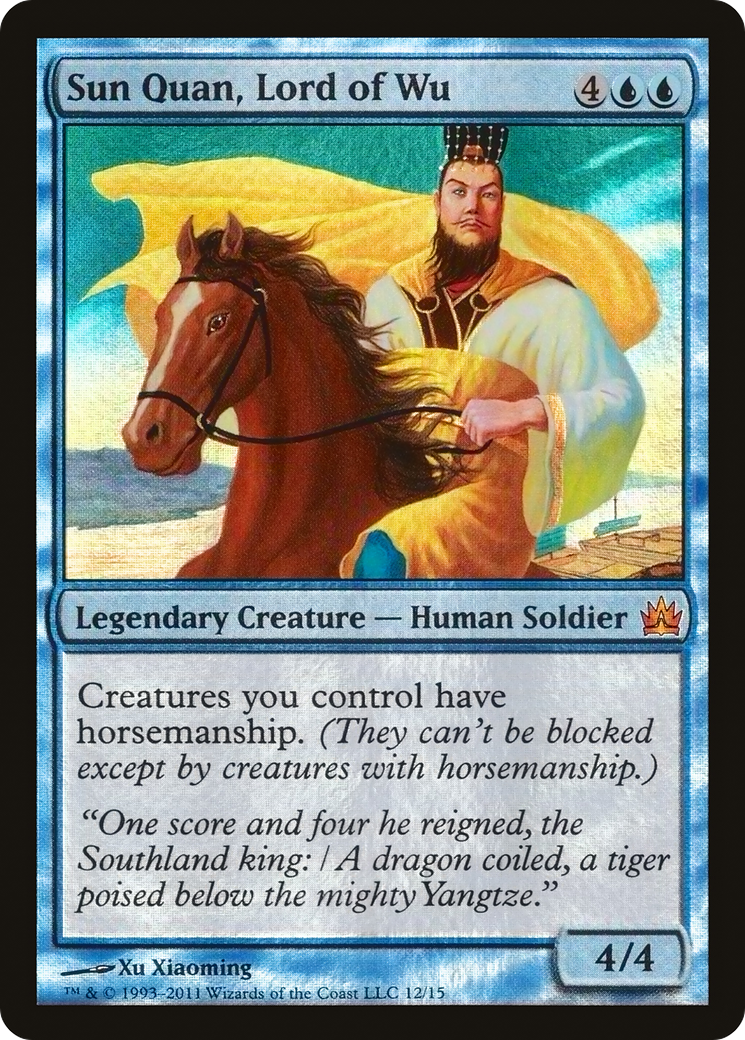 Sun Quan, Lord of Wu 4
Legendary Creature — Human Soldier
Creatures you control have
horsemanship. (They can't be blocked
except by creatures with horsemanship.)
“One score and four he reigned, the
Southland king: / A dragon coiled, a tiger
poised below the mighty Yangtze.”
4/4
Xu Xiaoming
™ & © 1993–2011 Wizards of the Coast LLC 12/15